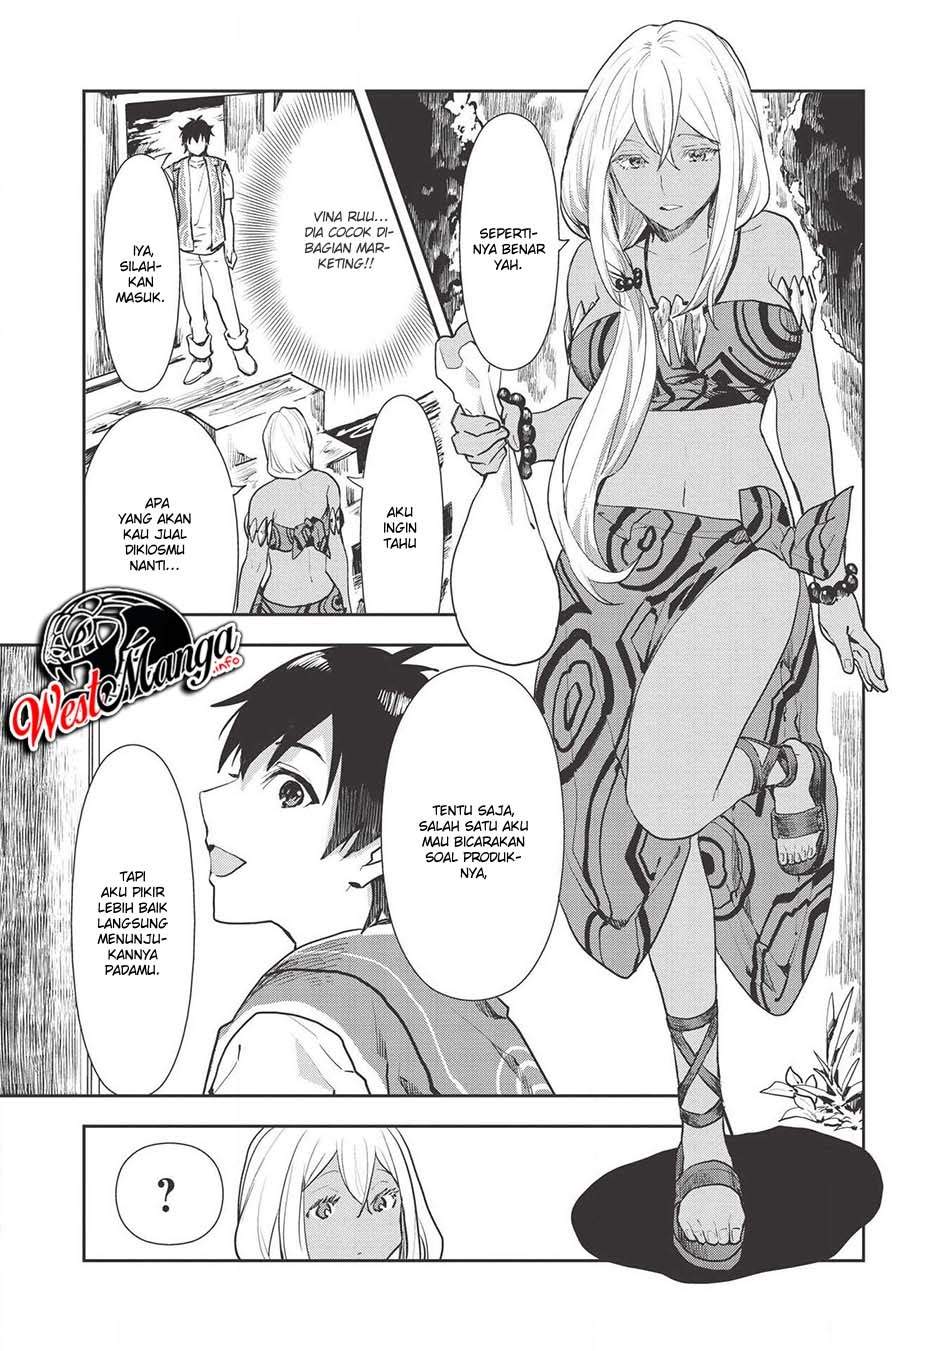 SEPERTI-
NYA BENAR
YAH.
VINA RUU...
DIA COCOK DI-
BAGIAN MAR-
KETING!!
IYA,
SILAH-
KAN
MASUK.
AKU
INGIN
TAHU
APA
YANG AKAN
KAU JUAL
DIKIOSMU
NANTI...
WestManga
.info
TENTU SAJA,
SALAH SATU AKU
MAU BICARAKAN
SOAL PRODUK-
NYA,
TAPI
AKU PIKIR
LEBIH BAIK
LANGSUNG
MENUNJU-
KANNYA
PADAMU.
?